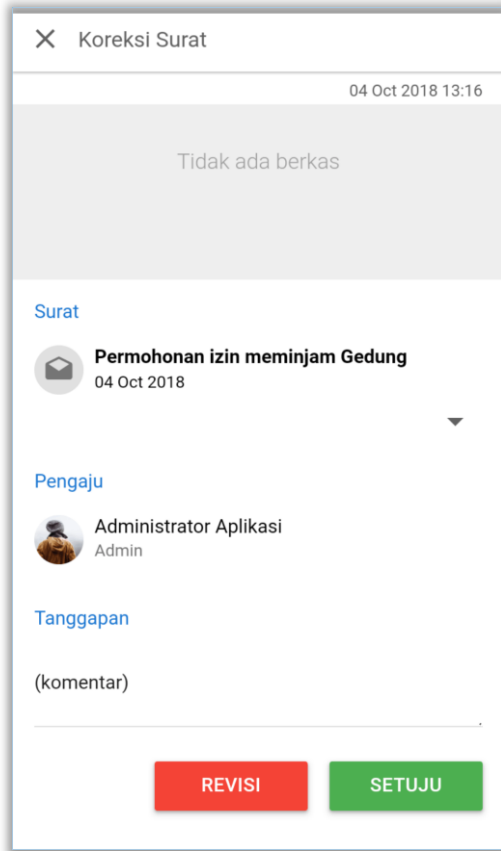 Koreksi Surat
04 Oct 2018 13:16
Tidak ada berkas
Surat
Permohonan izin meminjam Gedung
04 Oct 2018
Pengaju
Administrator Aplikasi
Admin
Tanggapan
(komentar)
REVISI
SETUJU